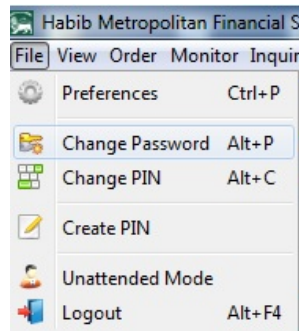 Habib Metropolitan Financial S
File View Order Monitor Inquir
Preferences Ctrl+P
Change Password Alt+P
Change PIN Alt+C
Create PIN
Unattended Mode
Logout Alt+F4